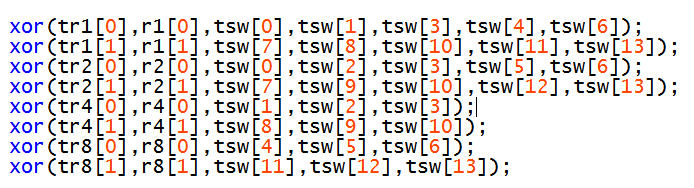 xor(tr1[0],r1[0],tsw[0],tsw[1],tsw[3],tsw[4],tsw[6]);
xor(tr1[1],r1[1],tsw[7],tsw[8],tsw[10],tsw[11],tsw[13]);
xor(tr2[0],r2[0],tsw[0],tsw[2],tsw[3],tsw[5],tsw[6]);
xor(tr2[1],r2[1],tsw[7],tsw[9],tsw[10],tsw[12],tsw[13]);
xor(tr4[0],r4[0],tsw[1],tsw[2],tsw[3]);
xor(tr4[1],r4[1],tsw[8],tsw[9],tsw[10]);
xor(tr8[0],r8[0],tsw[4],tsw[5],tsw[6]);
xor(tr8[1],r8[1],tsw[11],tsw[12],tsw[13]);